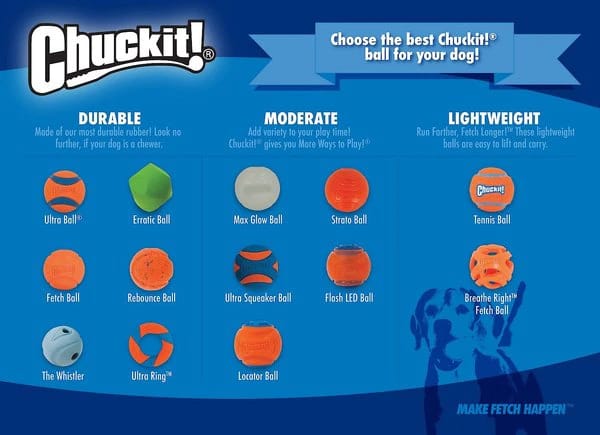 Chuckit!®
Choose the best Chuckit!®
ball for your dog!
DURABLE
Made of our most durable rubber! Look no
further, if your dog is a chewer.
Ultra Ball®
Erratic Ball
Fetch Ball
Rebounce Ball
The Whistler
Ultra Ring™
MODERATE
Add variety to your play time!
Chuckit!® gives you More Ways to Play!®
Max Glow Ball
Strato Ball
Ultra Squeaker Ball
Flash LED Ball
Locator Ball
LIGHTWEIGHT
Run Farther, Fetch Longer!™ These lightweight
balls are easy to lift and carry.
Chuckit!
Tennis Ball
Breathe Right™
Fetch Ball
MAKE FETCH HAPPEN™